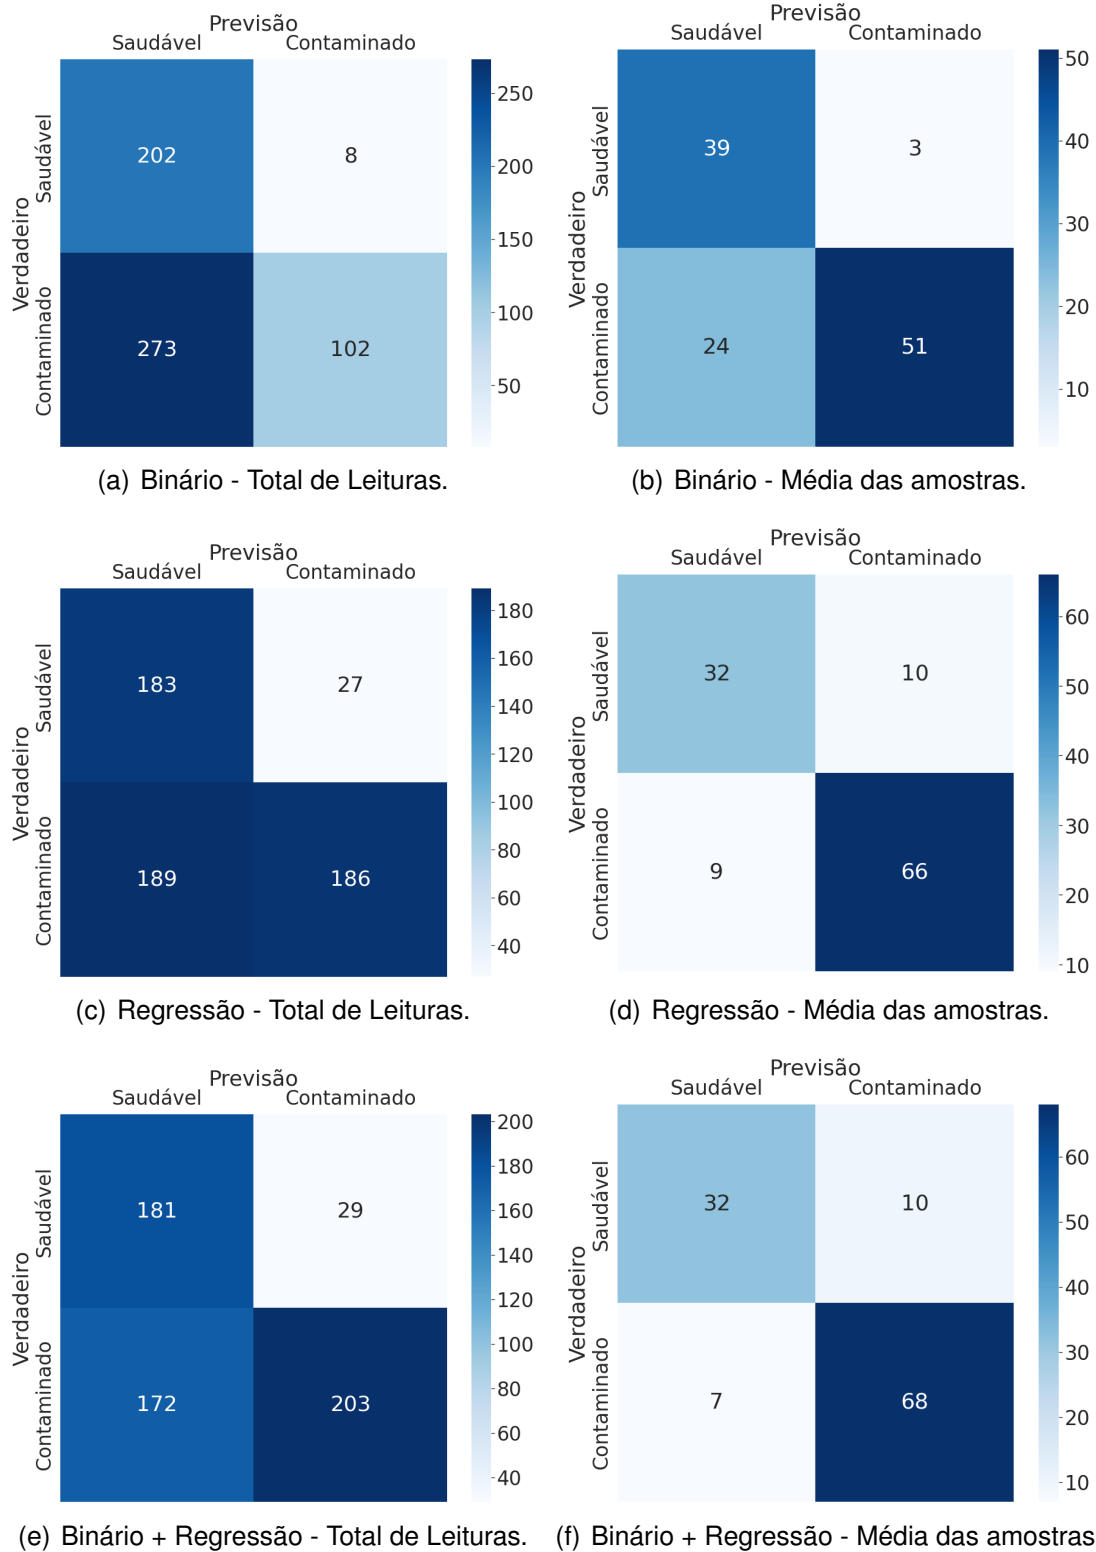 Previsão
Saudável Contaminado
Verdadeiro
Saudável
Contaminado
202 8
273 102
250
200
150
100
50
(a) Binário - Total de Leituras.
Previsão
Saudável Contaminado
Verdadeiro
Saudável
Contaminado
39 3
24 51
50
40
30
20
10
(b) Binário - Média das amostras.
Previsão
Saudável Contaminado
Verdadeiro
Saudável
Contaminado
183 27
189 186
180
160
140
120
100
80
60
40
(c) Regressão - Total de Leituras.
Previsão
Saudável Contaminado
Verdadeiro
Saudável
Contaminado
32 10
9 66
60
50
40
30
20
10
(d) Regressão - Média das amostras.
Previsão
Saudável Contaminado
Verdadeiro
Saudável
Contaminado
181 29
172 203
200
180
160
140
120
100
80
60
40
(e) Binário + Regressão - Total de Leituras.
Previsão
Saudável Contaminado
Verdadeiro
Saudável
Contaminado
32 10
7 68
60
50
40
30
20
10
(f) Binário + Regressão - Média das amostras